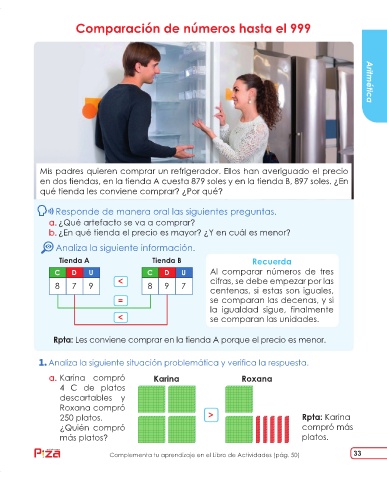 Comparación de números hasta el 999
Aritmética
Mis padres quieren comprar un refrigerador. Ellos han averiguado el precio
en dos tiendas, en la tienda A cuesta 879 soles y en la tienda B, 897 soles. ¿En
qué tienda les conviene comprar? ¿Por qué?
Responde de manera oral las siguientes preguntas.
a. ¿Qué artefacto se va a comprar?
b. ¿En qué tienda el precio es mayor? ¿Y en cuál es menor?
Analiza la siguiente información.
Tienda A
Tienda B
C D U
C D U
8 7 9
<
8 9 7
=
<
Recuerda
Al comparar números de tres
cifras, se debe empezar por las
centenas, si estas son iguales,
se comparan las decenas, y si
la igualdad sigue, finalmente
se comparan las unidades.
Rpta: Les conviene comprar en la tienda A porque el precio es menor.
1. Analiza la siguiente situación problemática y verifica la respuesta.
a. Karina compró
4 C de platos
descartables y
Roxana compró
250 platos.
¿Quién compró
más platos?
Karina
Roxana
>
Rpta: Karina
compró más
platos.
Complementa tu aprendizaje en el Libro de Actividades (pág. 50)
33